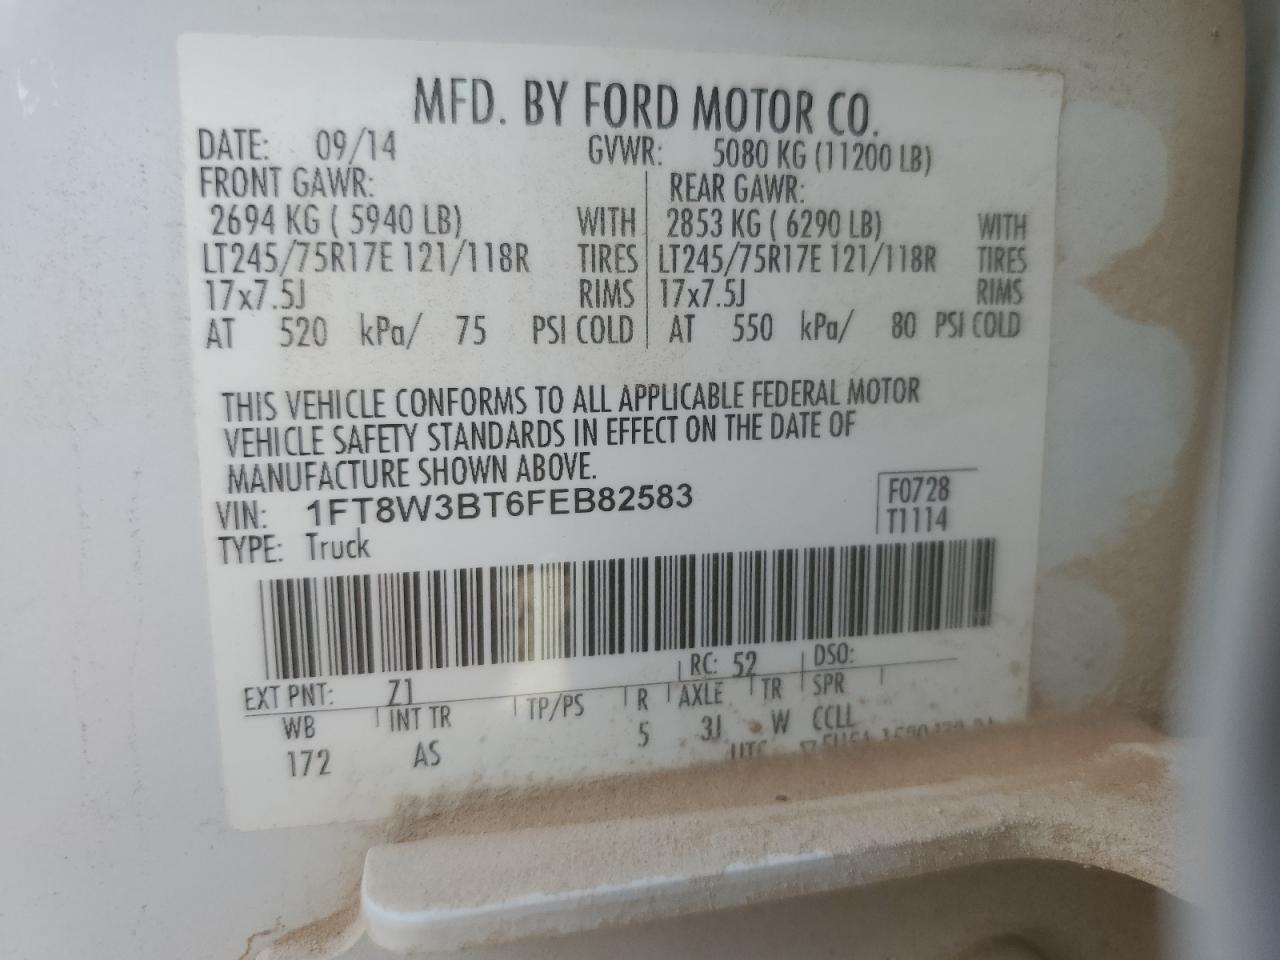 MFD. BY FORD MOTOR CO.
DATE: 09/14 GVWR: 5080 KG (11200 LB)
FRONT GAWR: REAR GAWR:
2694 KG ( 5940 LB) WITH 2853 KG ( 6290 LB) WITH
LT245/75R17E 121/118R TIRES LT245/75R17E 121/118R TIRES
17x7.5J RIMS 17x7.5J RIMS
AT 520 kPa/ 75 PSI COLD AT 550 kPa/ 80 PSI COLD
THIS VEHICLE CONFORMS TO ALL APPLICABLE FEDERAL MOTOR
VEHICLE SAFETY STANDARDS IN EFFECT ON THE DATE OF
MANUFACTURE SHOWN ABOVE.
VIN: 1FT8W3BT6FEB82583 F0728
TYPE: Truck T1114
EXT PNT: Z1 RC: 52 DSO:
WB INT TR TP/PS R AXLE TR SPR
172 AS 5 3J W CCLL
UTC